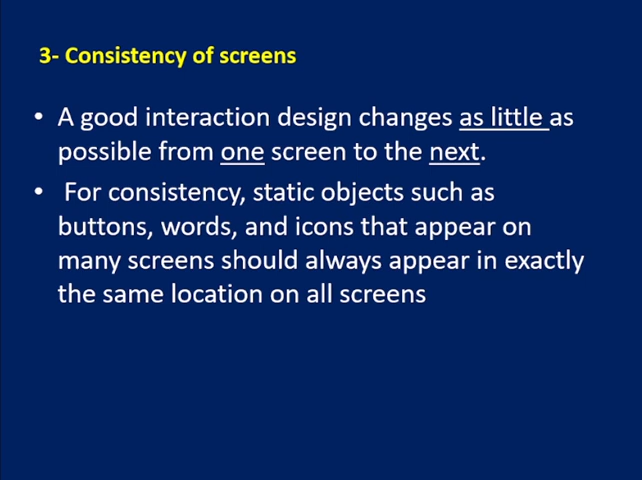 3- Consistency of screens
• A good interaction design changes as little as
possible from one screen to the next.
• For consistency, static objects such as
buttons, words, and icons that appear on
many screens should always appear in exactly
the same location on all screens